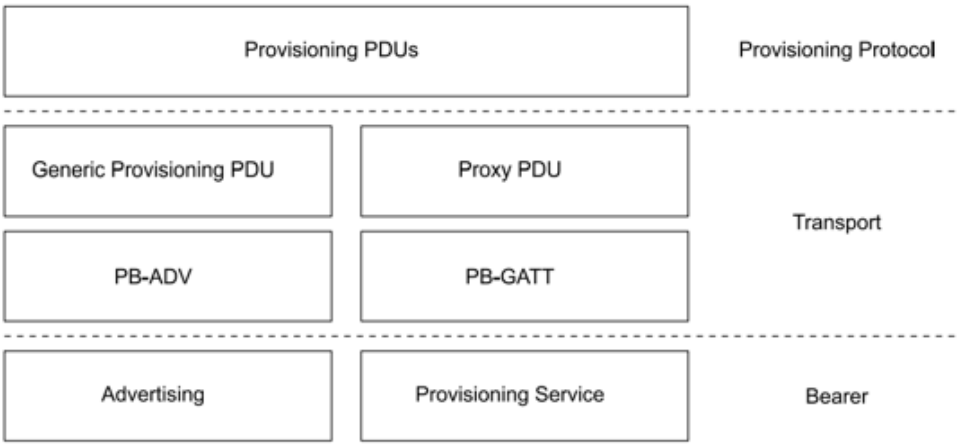 Provisioning PDUs
Provisioning Protocol
Generic Provisioning PDU
Proxy PDU
Transport
PB-ADV
PB-GATT
Advertising
Provisioning Service
Bearer